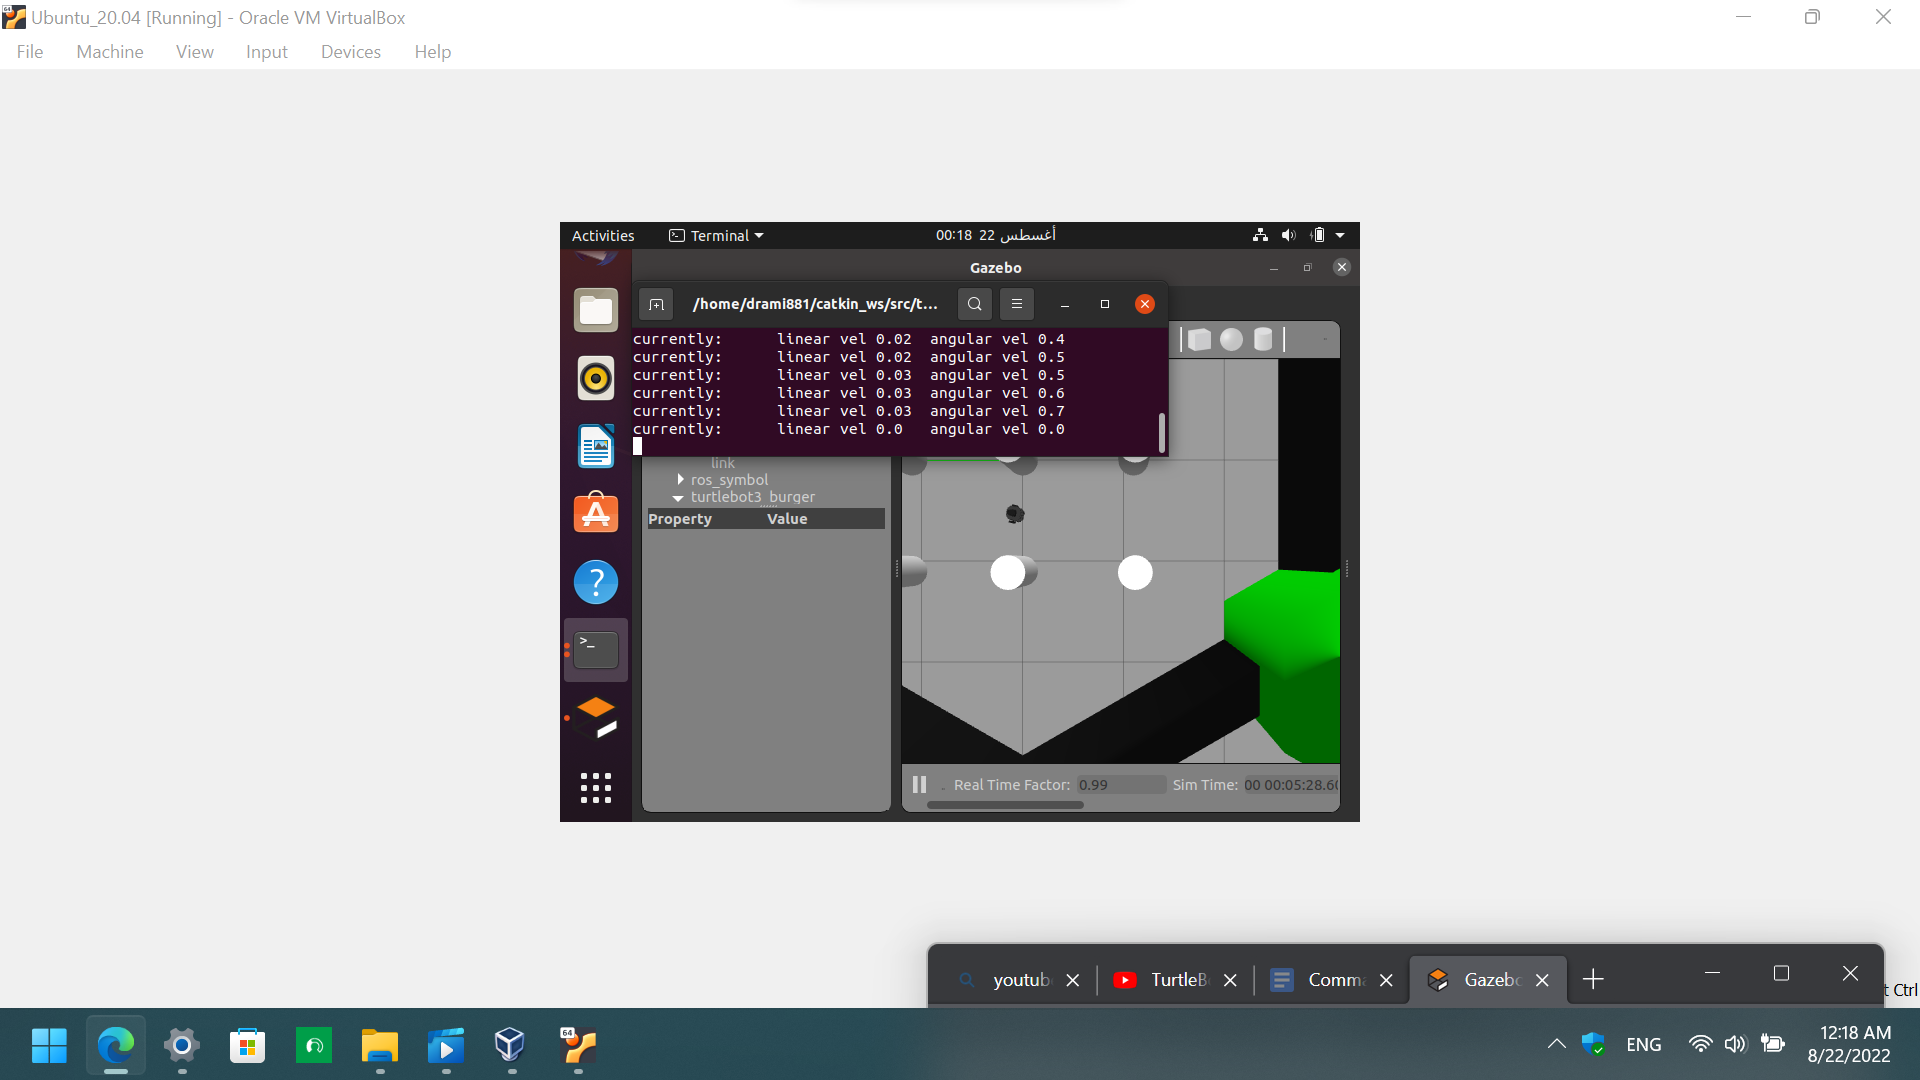 Ubuntu_20.04 [Running] - Oracle VM VirtualBox
File Machine View Input Devices Help
Activities Terminal 00:18 22 أغسطس
Gazebo
/home/drami881/catkin_ws/src/t...
currently: linear vel 0.02 angular vel 0.4
currently: linear vel 0.02 angular vel 0.5
currently: linear vel 0.03 angular vel 0.5
currently: linear vel 0.03 angular vel 0.6
currently: linear vel 0.03 angular vel 0.7
currently: linear vel 0.0 angular vel 0.0
link
ros_symbol
turtlebot3_burger
Property Value
Real Time Factor: 0.99 Sim Time: 00 00:05:28.60
youtub TurtleB Comma Gazebo
t Ctrl
64
ENG
12:18 AM
8/22/2022